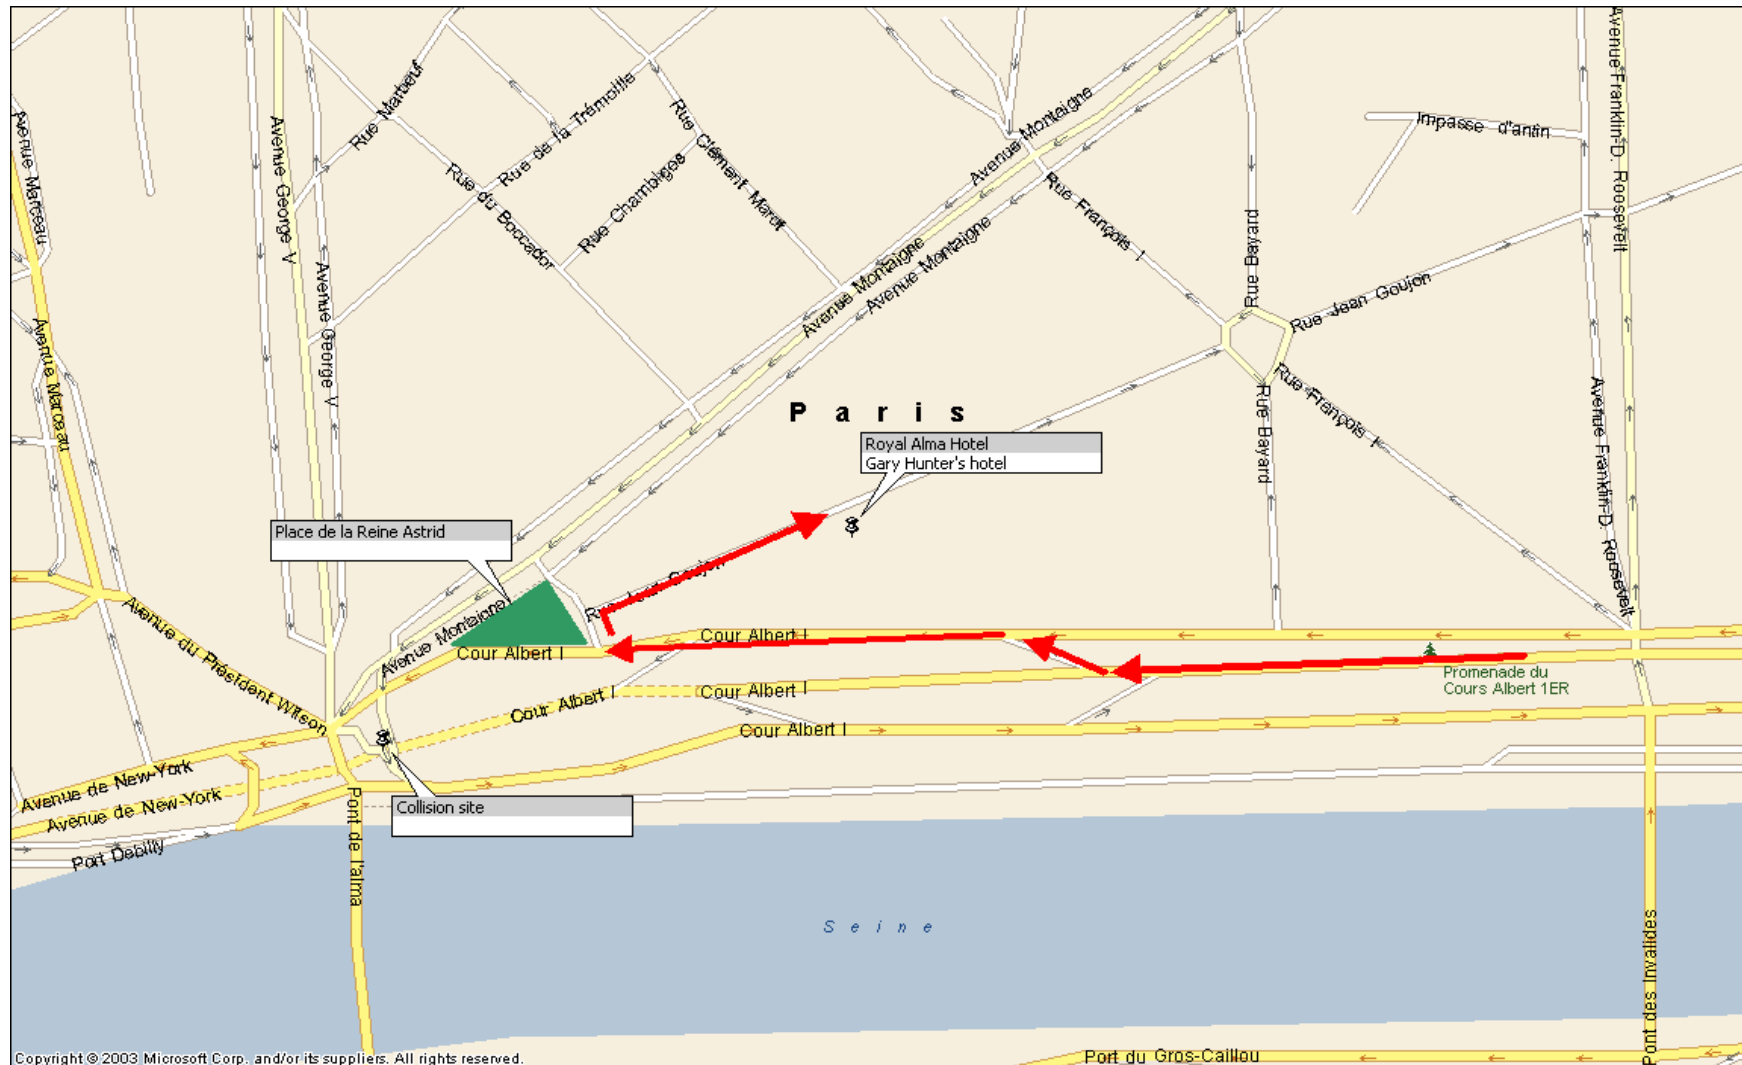 Avenue Marceau
Avenue Marceau
Avenue George V
Avenue George V
Rue Marbeuf
Rue de la Trémoille
Rue du Boccador
Rue Chambiges
Rue Clément Marot
Avenue Montaigne
Avenue Montaigne
Avenue Montaigne
Rue François I
Rue Bayard
Impasse d'antin
Avenue Franklin-D. Roosevelt
Rue Jean Goujon
Rue François I
Rue Bayard
Avenue Franklin-D. Roosevelt
Paris
Royal Alma Hotel
Gary Hunter's hotel
Place de la Reine Astrid
Rue Jean Goujon
Avenue Montaigne
Cour Albert I
Cour Albert I
Cour Albert I
Cour Albert I
Cour Albert I
Promenade du
Cours Albert 1ER
Avenue du Président Wilson
Avenue de New-York
Avenue de New-York
Port Debilly
Collision site
Pont de l'alma
Seine
Pont des Invalides
Port du Gros-Caillou
Copyright © 2003 Microsoft Corp. and/or its suppliers. All rights reserved.